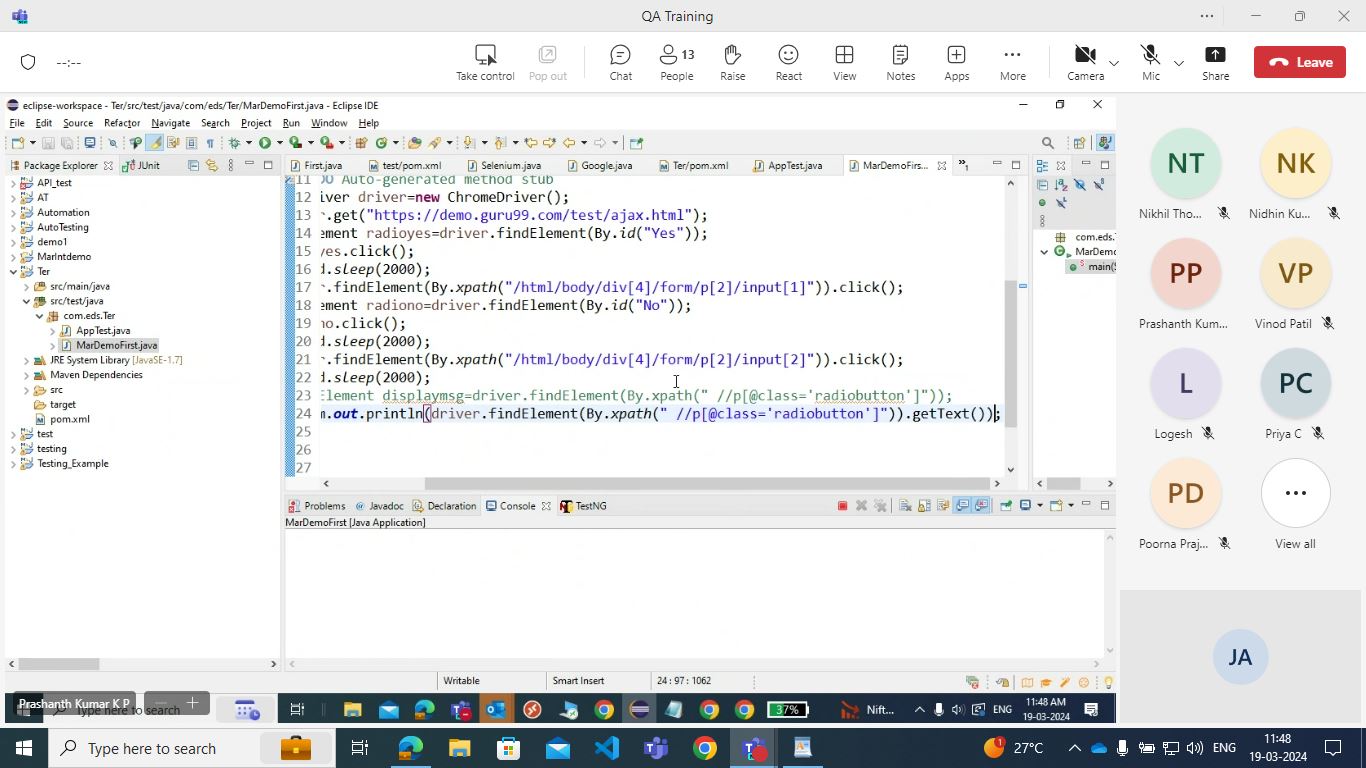 QA Training
--:--
Take control
Pop out
Chat
People
13
Raise
React
View
Notes
Apps
More
Camera
Mic
Share
Leave
eclipse-workspace - Ter/src/test/java/com/eds/Ter/MarDemoFirst.java - Eclipse IDE
File Edit Source Refactor Navigate Search Project Run Window Help
Package Explorer
JUnit
First.java
test/pom.xml
Selenium.java
Google.java
Ter/pom.xml
AppTest.java
MarDemoFirs...
API_test
AT
Automation
AutoTesting
demo1
MarIntdemo
Ter
src/main/java
src/test/java
com.eds.Ter
AppTest.java
MarDemoFirst.java
JRE System Library [JavaSE-1.7]
Maven Dependencies
src
target
pom.xml
test
testing
Testing_Example
11 DO Auto-generated method stub
12 iver driver=new ChromeDriver();
13 r.get("https://demo.guru99.com/test/ajax.html");
14 ement radioyes=driver.findElement(By.id("Yes"));
15 yes.click();
16 d.sleep(2000);
17 r.findElement(By.xpath("/html/body/div[4]/form/p[2]/input[1]")).click();
18 ement radiono=driver.findElement(By.id("No"));
19 no.click();
20 d.sleep(2000);
21 r.findElement(By.xpath("/html/body/div[4]/form/p[2]/input[2]")).click();
22 d.sleep(2000);
23 Element displaymsg=driver.findElement(By.xpath(" //p[@class='radiobutton']"));
24 m.out.println(driver.findElement(By.xpath(" //p[@class='radiobutton']")).getText());
25
26
27
com.eds.T
MarDemo
main(S
Problems
Javadoc
Declaration
Console
TestNG
MarDemoFirst [Java Application]
Writable
Smart Insert
24 : 97 : 1062
Prashanth Kumar K P
Type here to search
37%
Nift...
ENG
11:48 AM
19-03-2024
NT
Nikhil Tho...
NK
Nidhin Ku...
PP
Prashanth Kum...
VP
Vinod Patil
L
Logesh
PC
Priya C
PD
Poorna Praj...
View all
JA
Type here to search
1
27°C
ENG
11:48
19-03-2024